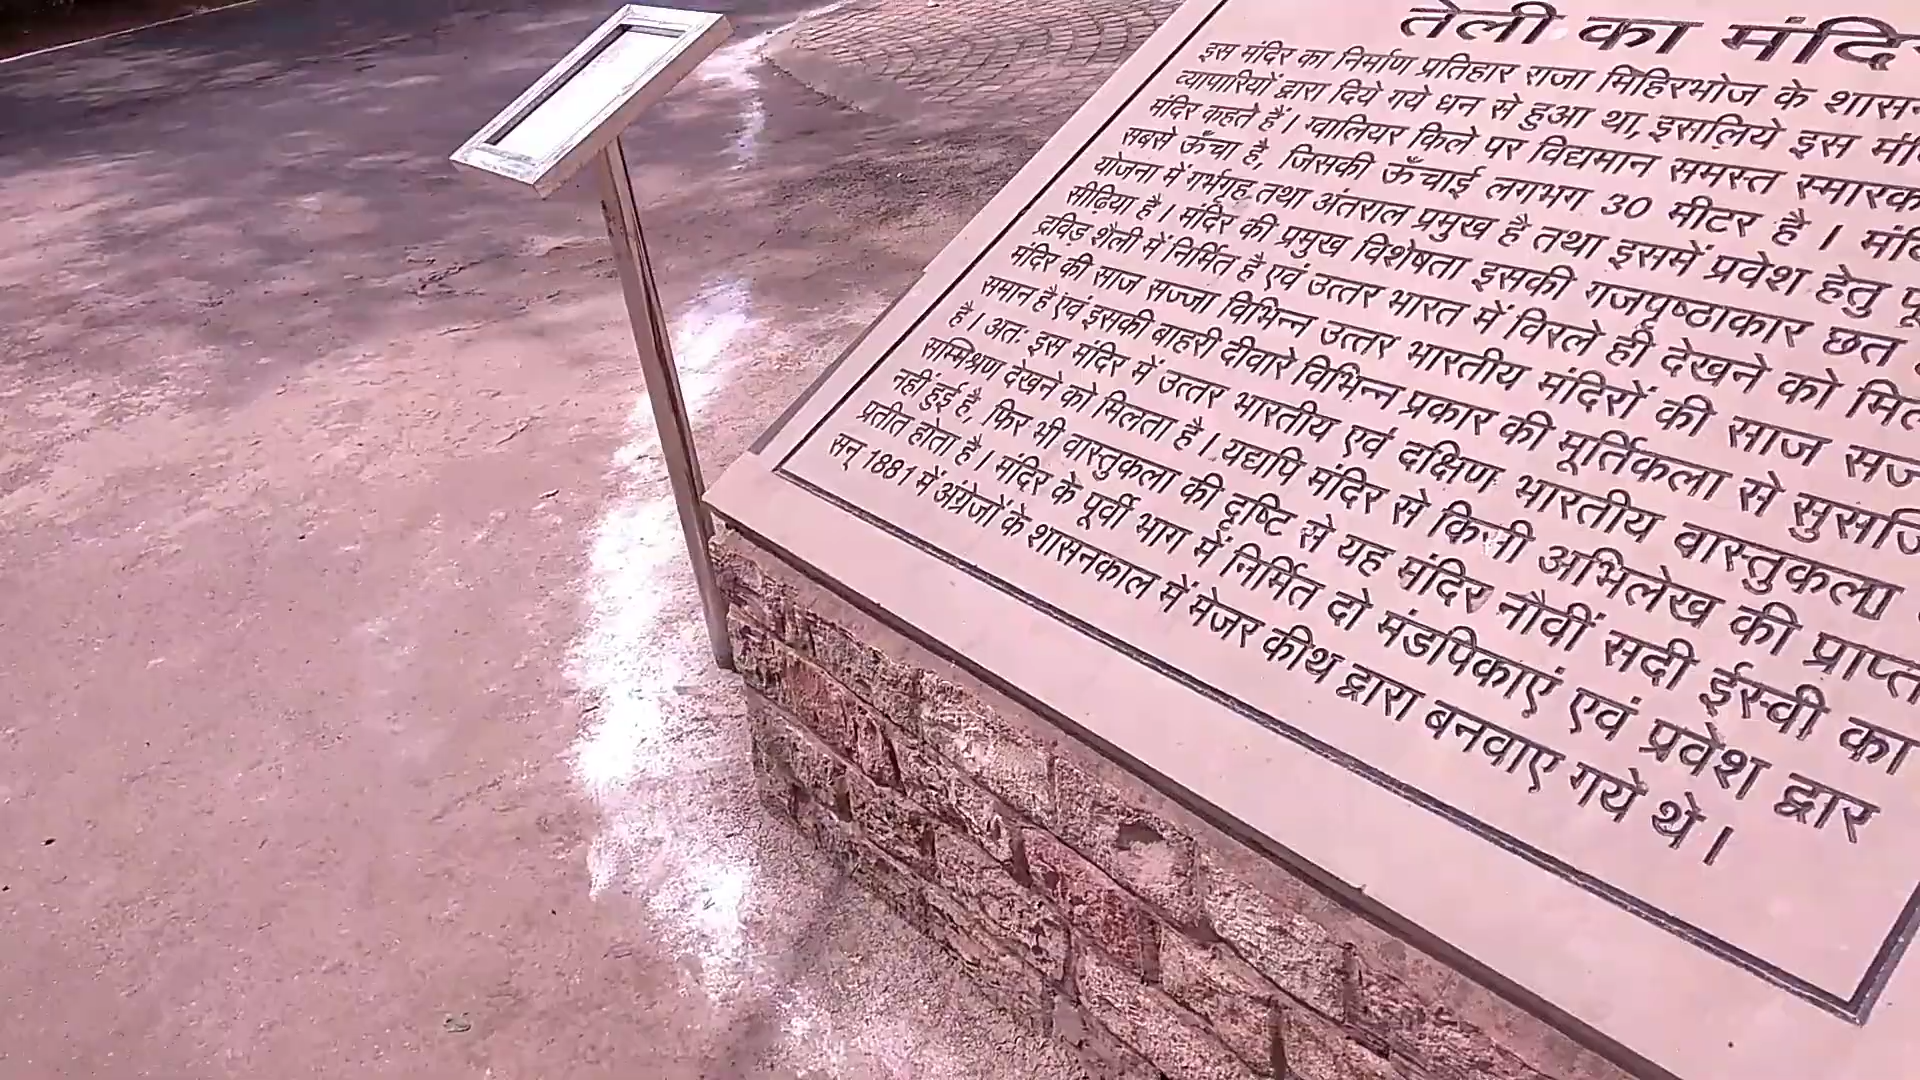 तेली का मंदिर
इस मंदिर का निर्माण प्रतिहार राजा मिहिरभोज के
व्यापारियों द्वारा दिये गये धन से हुआ था, इसलिये इस
मंदिर कहते हैं। ग्वालियर किले पर विद्यमान समस्त
सबसे ऊँचा है, जिसकी ऊँचाई लगभग 30 मीटर है।
योजना में गर्भगृह तथा अंतराल प्रमुख है तथा इसमें प्रवेश हेतु
सीढ़िया है। मंदिर की प्रमुख विशेषता इसकी गजपृष्ठाकार छत
द्रविड़ शैली में निर्मित है एवं उत्तर भारत में विरले ही देखने को
मंदिर की साज सज्जा विभिन्न उत्तर भारतीय मंदिरों की साज
समान है एवं इसकी बाहरी दीवारे विभिन्न प्रकार की मूर्तिकला से
है। अतः इस मंदिर में उत्तर भारतीय एवं दक्षिण भारतीय वास्तुकला
सम्मिश्रण देखने को मिलता है। यद्यपि मंदिर से किसी अभिलेख की प्राप्त
नहीं हुई है, फिर भी वास्तुकला की दृष्टि से यह मंदिर नौवीं सदी ईस्वी का
प्रतीत होता है। मंदिर के पूर्वी भाग में निर्मित दो मंडपिकाएं एवं प्रवेश द्वार
सन् 1881 में अंग्रेजों के शासनकाल में मेजर कीथ द्वारा बनवाए गये थे।